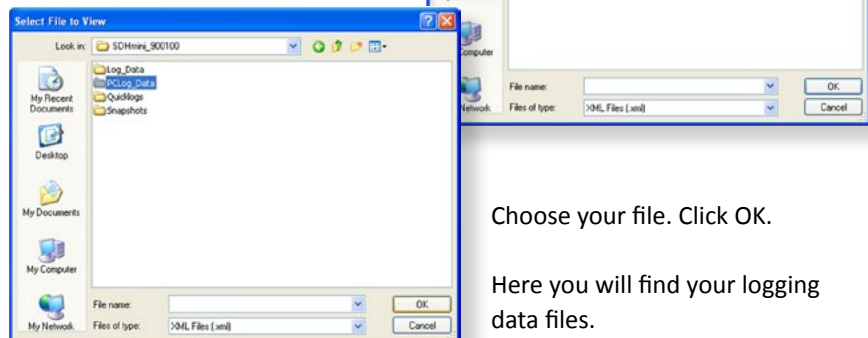 Select File to View
Look in: SDHmini_900100
Log_Data
PCLog_Data
Quicklogs
Snapshots
My Recent
Documents
Desktop
My Documents
My Computer
My Network
File name:
Files of type: XML Files (.xml)
OK
Cancel
Computer
Network
File name:
Files of type: XML Files (.xml)
OK
Cancel
Choose your file. Click OK.
Here you will find your logging
data files.